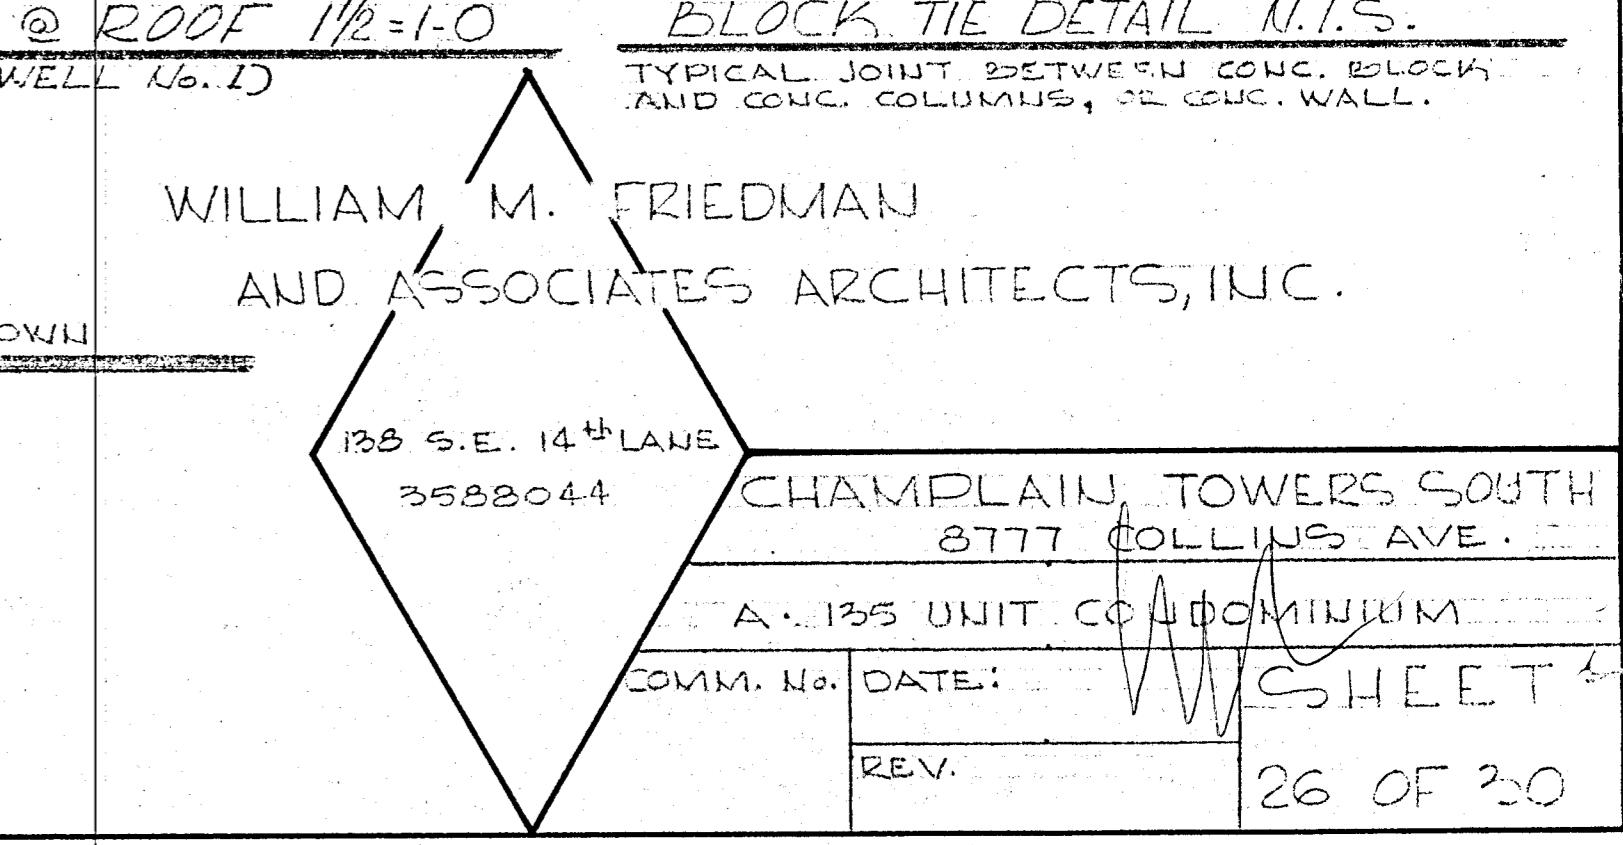 @ ROOF 1 1/2=1-0
WELL No. 1)
BLOCK TIE DETAIL N.T.S.
TYPICAL JOINT BETWEEN CONC. BLOCK
AND CONC. COLUMNS, OR CONC. WALL.
WILLIAM M. FRIEDMAN
AND ASSOCIATES ARCHITECTS, INC.
OWN
138 S.E. 14th LANE
3588044
CHAMPLAIN TOWERS SOUTH
8777 COLLINS AVE.
A. 135 UNIT CONDOMINIUM
COMM. No.
DATE:
REV.
SHEET
26 OF 30